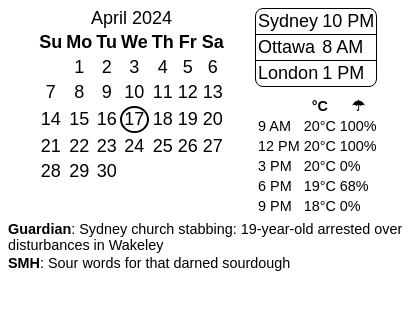 April 2024
Su Mo Tu We Th Fr Sa
1 2 3 4 5 6
7 8 9 10 11 12 13
14 15 16 17 18 19 20
21 22 23 24 25 26 27
28 29 30
Sydney 10 PM
Ottawa 8 AM
London 1 PM
°C ☂
9 AM 20°C 100%
12 PM 20°C 100%
3 PM 20°C 0%
6 PM 19°C 68%
9 PM 18°C 0%
Guardian: Sydney church stabbing: 19-year-old arrested over
disturbances in Wakeley
SMH: Sour words for that darned sourdough